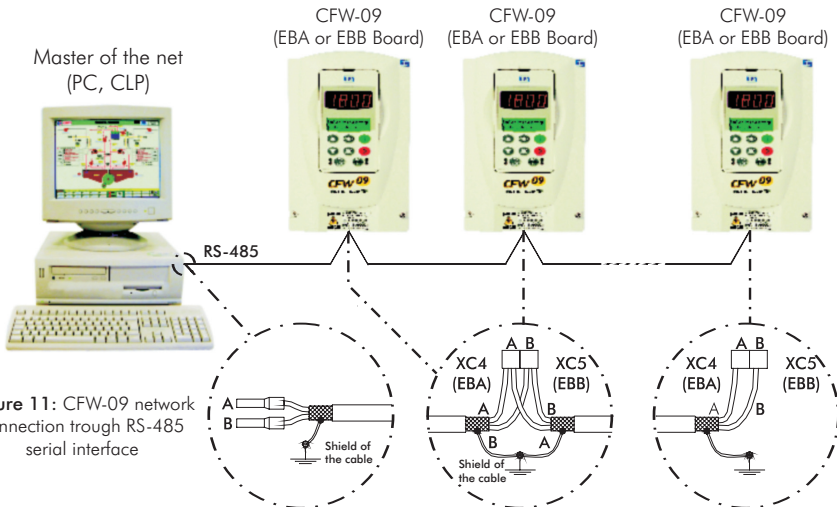 CFW-09
(EBA or EBB Board)
CFW-09
(EBA or EBB Board)
CFW-09
(EBA or EBB Board)
Master of the net
(PC, CLP)
1800
1800
1800
CFW 09
CFW 09
CFW 09
RS-485
A B
XC4
(EBA)
XC5
(EBB)
A
B
B
A
Shield of
the cable
A B
XC4
(EBA)
XC5
(EBB)
A
B
A
B
Shield of
the cable
ure 11: CFW-09 network
nnection trough RS-485
serial interface